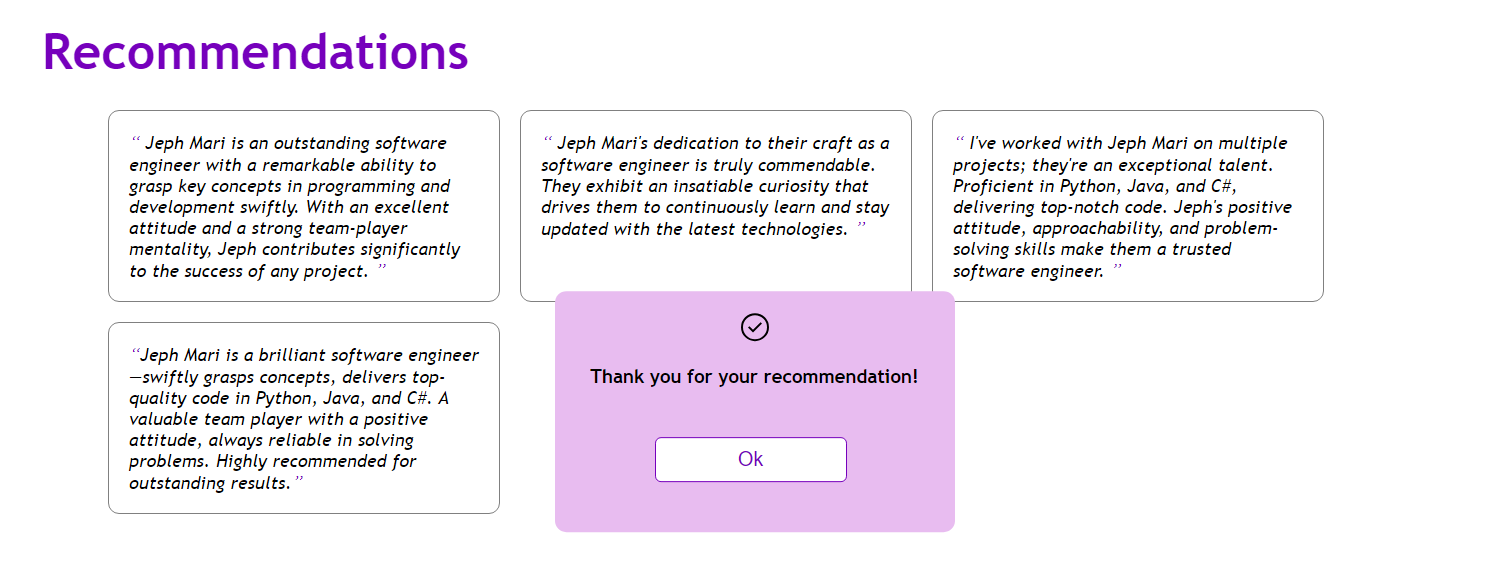 Recommendations
“ Jeph Mari is an outstanding software
engineer with a remarkable ability to
grasp key concepts in programming and
development swiftly. With an excellent
attitude and a strong team-player
mentality, Jeph contributes significantly
to the success of any project. ”
“ Jeph Mari's dedication to their craft as a
software engineer is truly commendable.
They exhibit an insatiable curiosity that
drives them to continuously learn and stay
updated with the latest technologies. ”
“ I've worked with Jeph Mari on multiple
projects; they're an exceptional talent.
Proficient in Python, Java, and C#,
delivering top-notch code. Jeph's positive
attitude, approachability, and problem-
solving skills make them a trusted
software engineer. ”
“Jeph Mari is a brilliant software engineer
—swiftly grasps concepts, delivers top-
quality code in Python, Java, and C#. A
valuable team player with a positive
attitude, always reliable in solving
problems. Highly recommended for
outstanding results.”
Thank you for your recommendation!
Ok